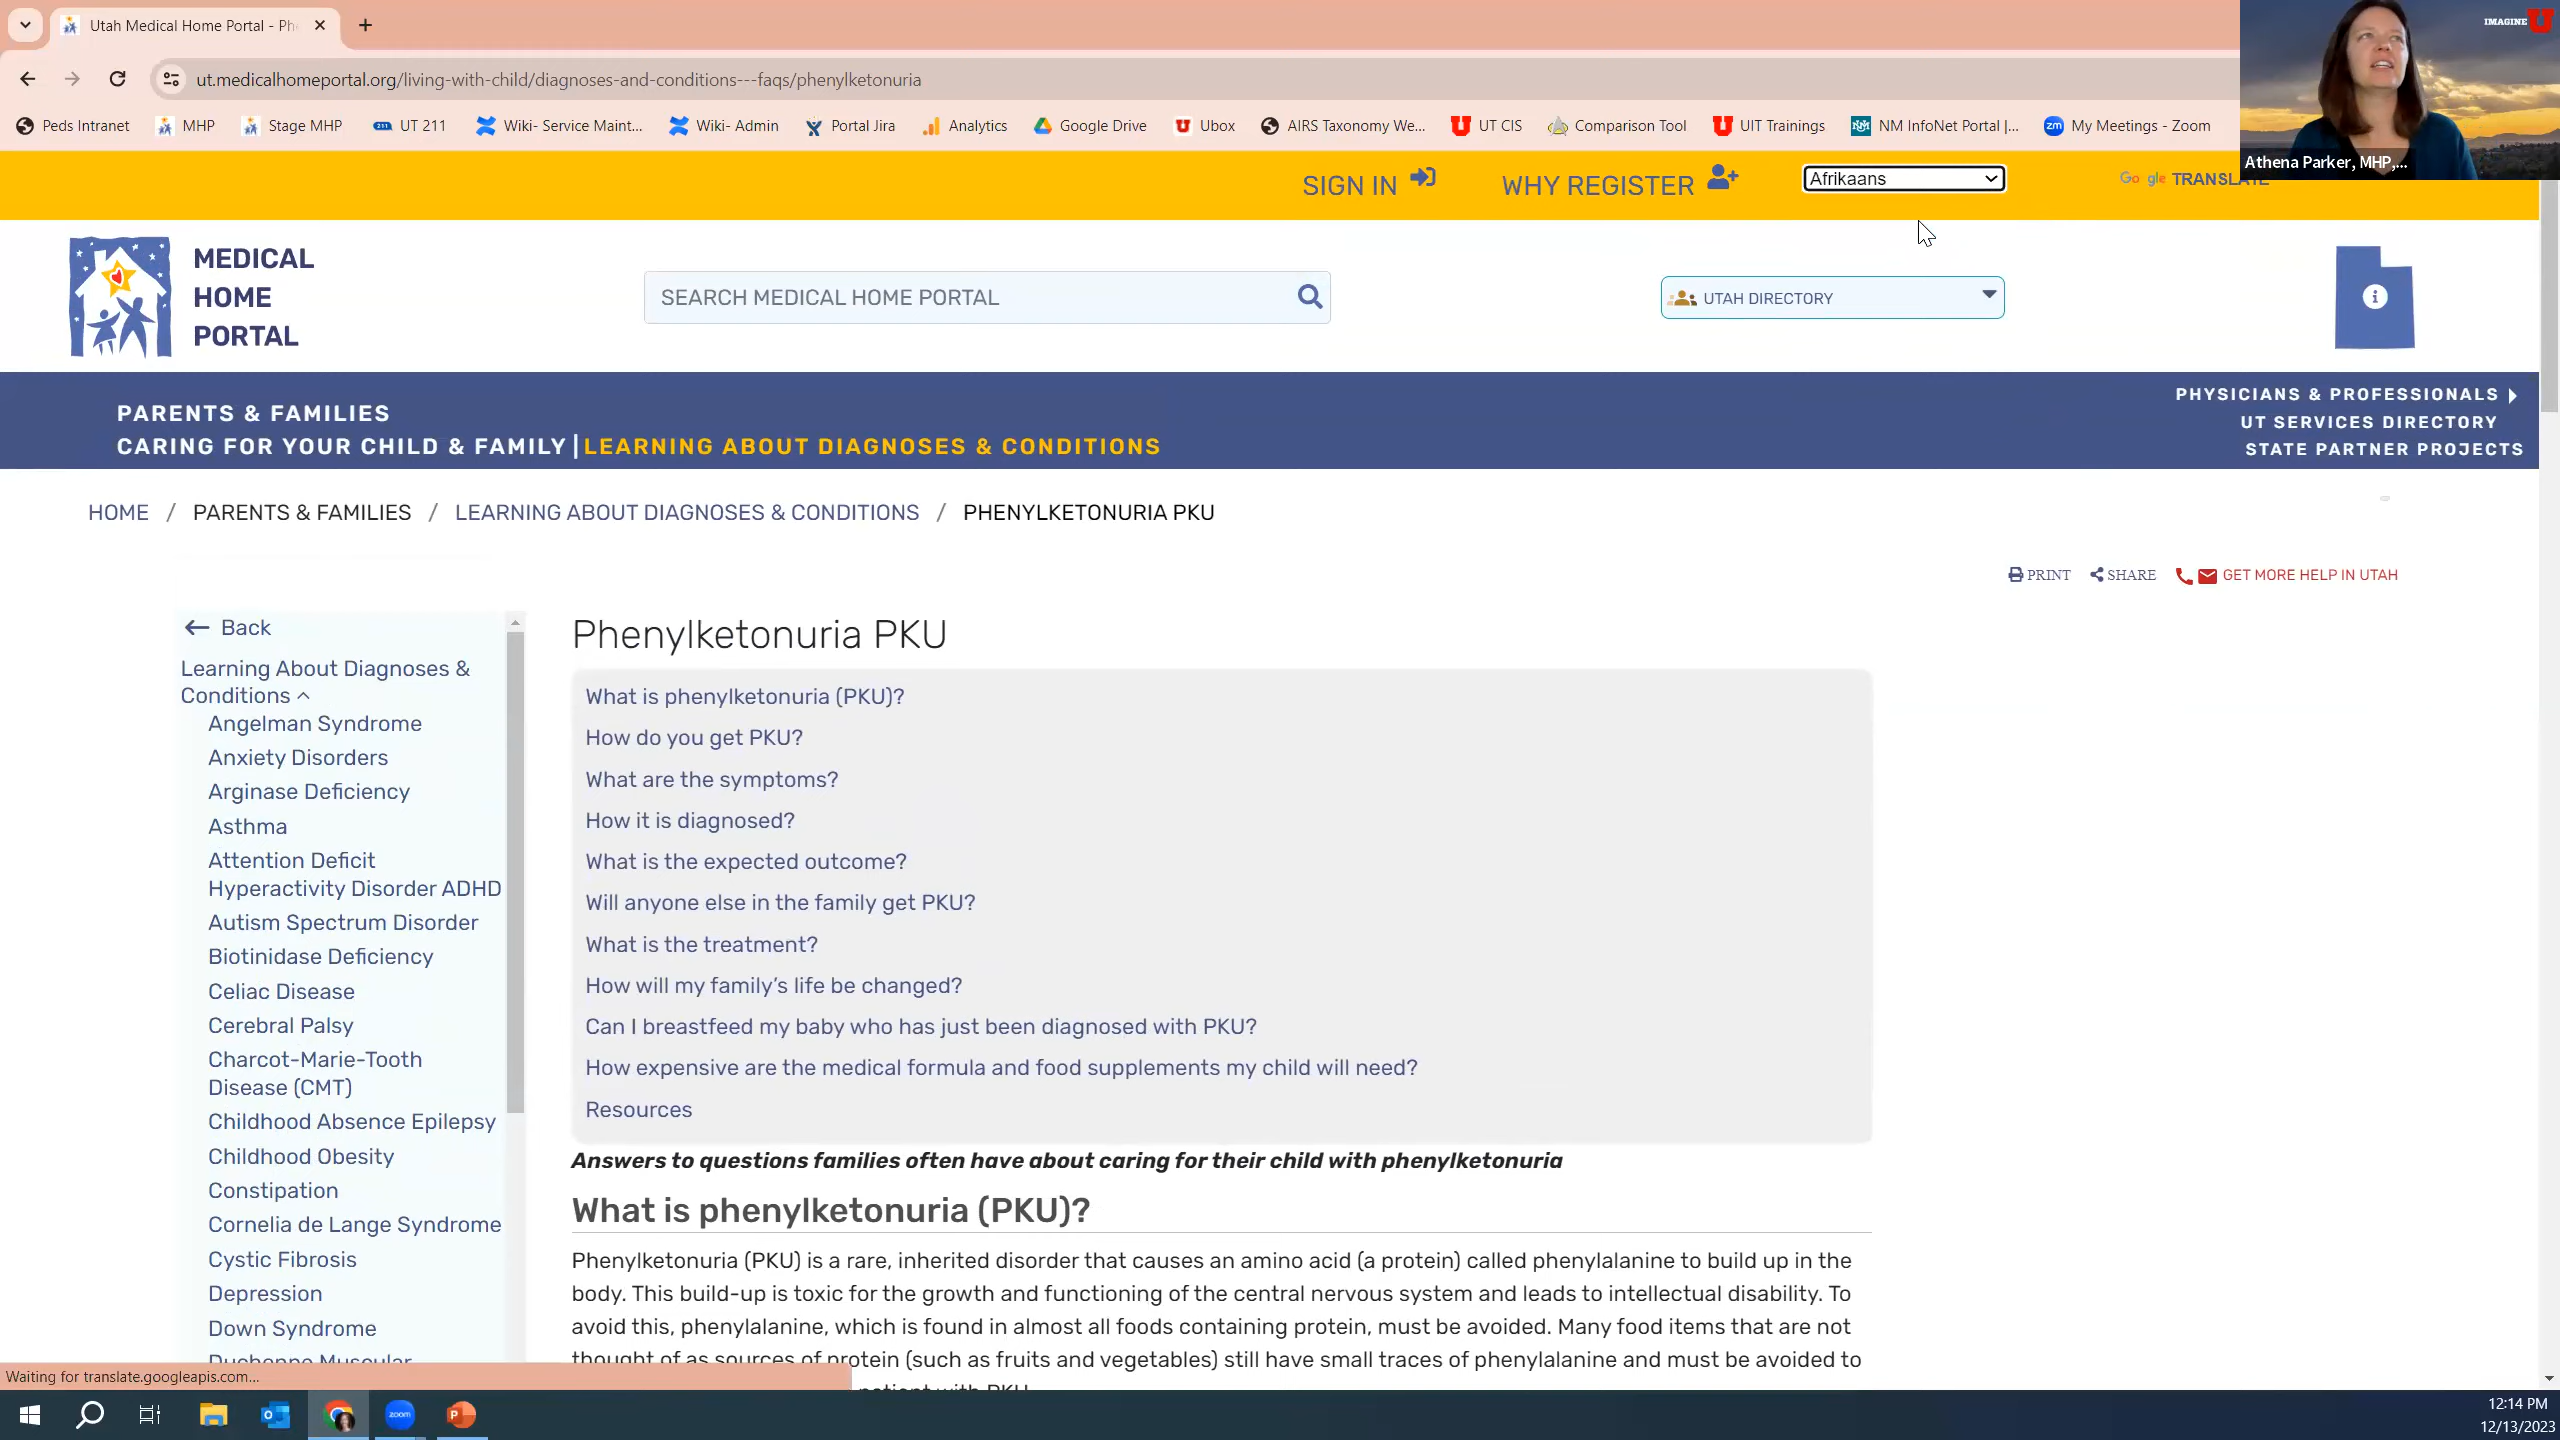 Utah Medical Home Portal - Ph
ut.medicalhomeportal.org/living-with-child/diagnoses-and-conditions---faqs/phenylketonuria
Peds Intranet MHP Stage MHP UT 211 Wiki- Service Maint... Wiki- Admin Portal Jira Analytics Google Drive Ubox AIRS Taxonomy We... UT CIS Comparison Tool UIT Trainings NM InfoNet Portal |... My Meetings - Zoom
IMAGINE U
Athena Parker, MHP,...
SIGN IN WHY REGISTER Afrikaans Google TRANSLATE
MEDICAL
HOME
PORTAL
SEARCH MEDICAL HOME PORTAL
UTAH DIRECTORY
PARENTS & FAMILIES
CARING FOR YOUR CHILD & FAMILY | LEARNING ABOUT DIAGNOSES & CONDITIONS
PHYSICIANS & PROFESSIONALS
UT SERVICES DIRECTORY
STATE PARTNER PROJECTS
HOME / PARENTS & FAMILIES / LEARNING ABOUT DIAGNOSES & CONDITIONS / PHENYLKETONURIA PKU
PRINT SHARE GET MORE HELP IN UTAH
Back
Learning About Diagnoses &
Conditions
Angelman Syndrome
Anxiety Disorders
Arginase Deficiency
Asthma
Attention Deficit
Hyperactivity Disorder ADHD
Autism Spectrum Disorder
Biotinidase Deficiency
Celiac Disease
Cerebral Palsy
Charcot-Marie-Tooth
Disease (CMT)
Childhood Absence Epilepsy
Childhood Obesity
Constipation
Cornelia de Lange Syndrome
Cystic Fibrosis
Depression
Down Syndrome
Duchenne Muscular
Phenylketonuria PKU
What is phenylketonuria (PKU)?
How do you get PKU?
What are the symptoms?
How it is diagnosed?
What is the expected outcome?
Will anyone else in the family get PKU?
What is the treatment?
How will my family’s life be changed?
Can I breastfeed my baby who has just been diagnosed with PKU?
How expensive are the medical formula and food supplements my child will need?
Resources
Answers to questions families often have about caring for their child with phenylketonuria
What is phenylketonuria (PKU)?
Phenylketonuria (PKU) is a rare, inherited disorder that causes an amino acid (a protein) called phenylalanine to build up in the
body. This build-up is toxic for the growth and functioning of the central nervous system and leads to intellectual disability. To
avoid this, phenylalanine, which is found in almost all foods containing protein, must be avoided. Many food items that are not
thought of as sources of protein (such as fruits and vegetables) still have small traces of phenylalanine and must be avoided to
patient with PKU
Waiting for translate.googleapis.com...
zoom
12:14 PM
12/13/2023